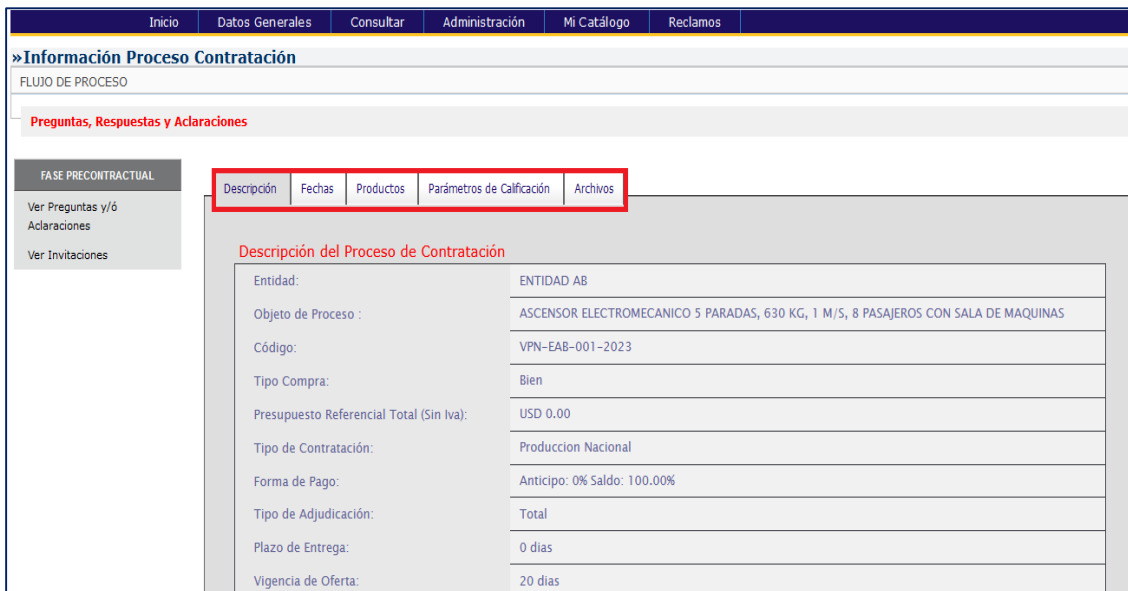 Inicio Datos Generales Consultar Administración Mi Catálogo Reclamos
»Información Proceso Contratación
FLUJO DE PROCESO
Preguntas, Respuestas y Aclaraciones
FASE PRECONTRACTUAL
Ver Preguntas y/ó
Aclaraciones
Ver Invitaciones
Descripción Fechas Productos Parámetros de Calificación Archivos
Descripción del Proceso de Contratación
Entidad: ENTIDAD AB
Objeto de Proceso : ASCENSOR ELECTROMECANICO 5 PARADAS, 630 KG, 1 M/S, 8 PASAJEROS CON SALA DE MAQUINAS
Código: VPN-EAB-001-2023
Tipo Compra: Bien
Presupuesto Referencial Total (Sin Iva): USD 0.00
Tipo de Contratación: Produccion Nacional
Forma de Pago: Anticipo: 0% Saldo: 100.00%
Tipo de Adjudicación: Total
Plazo de Entrega: 0 dias
Vigencia de Oferta: 20 dias